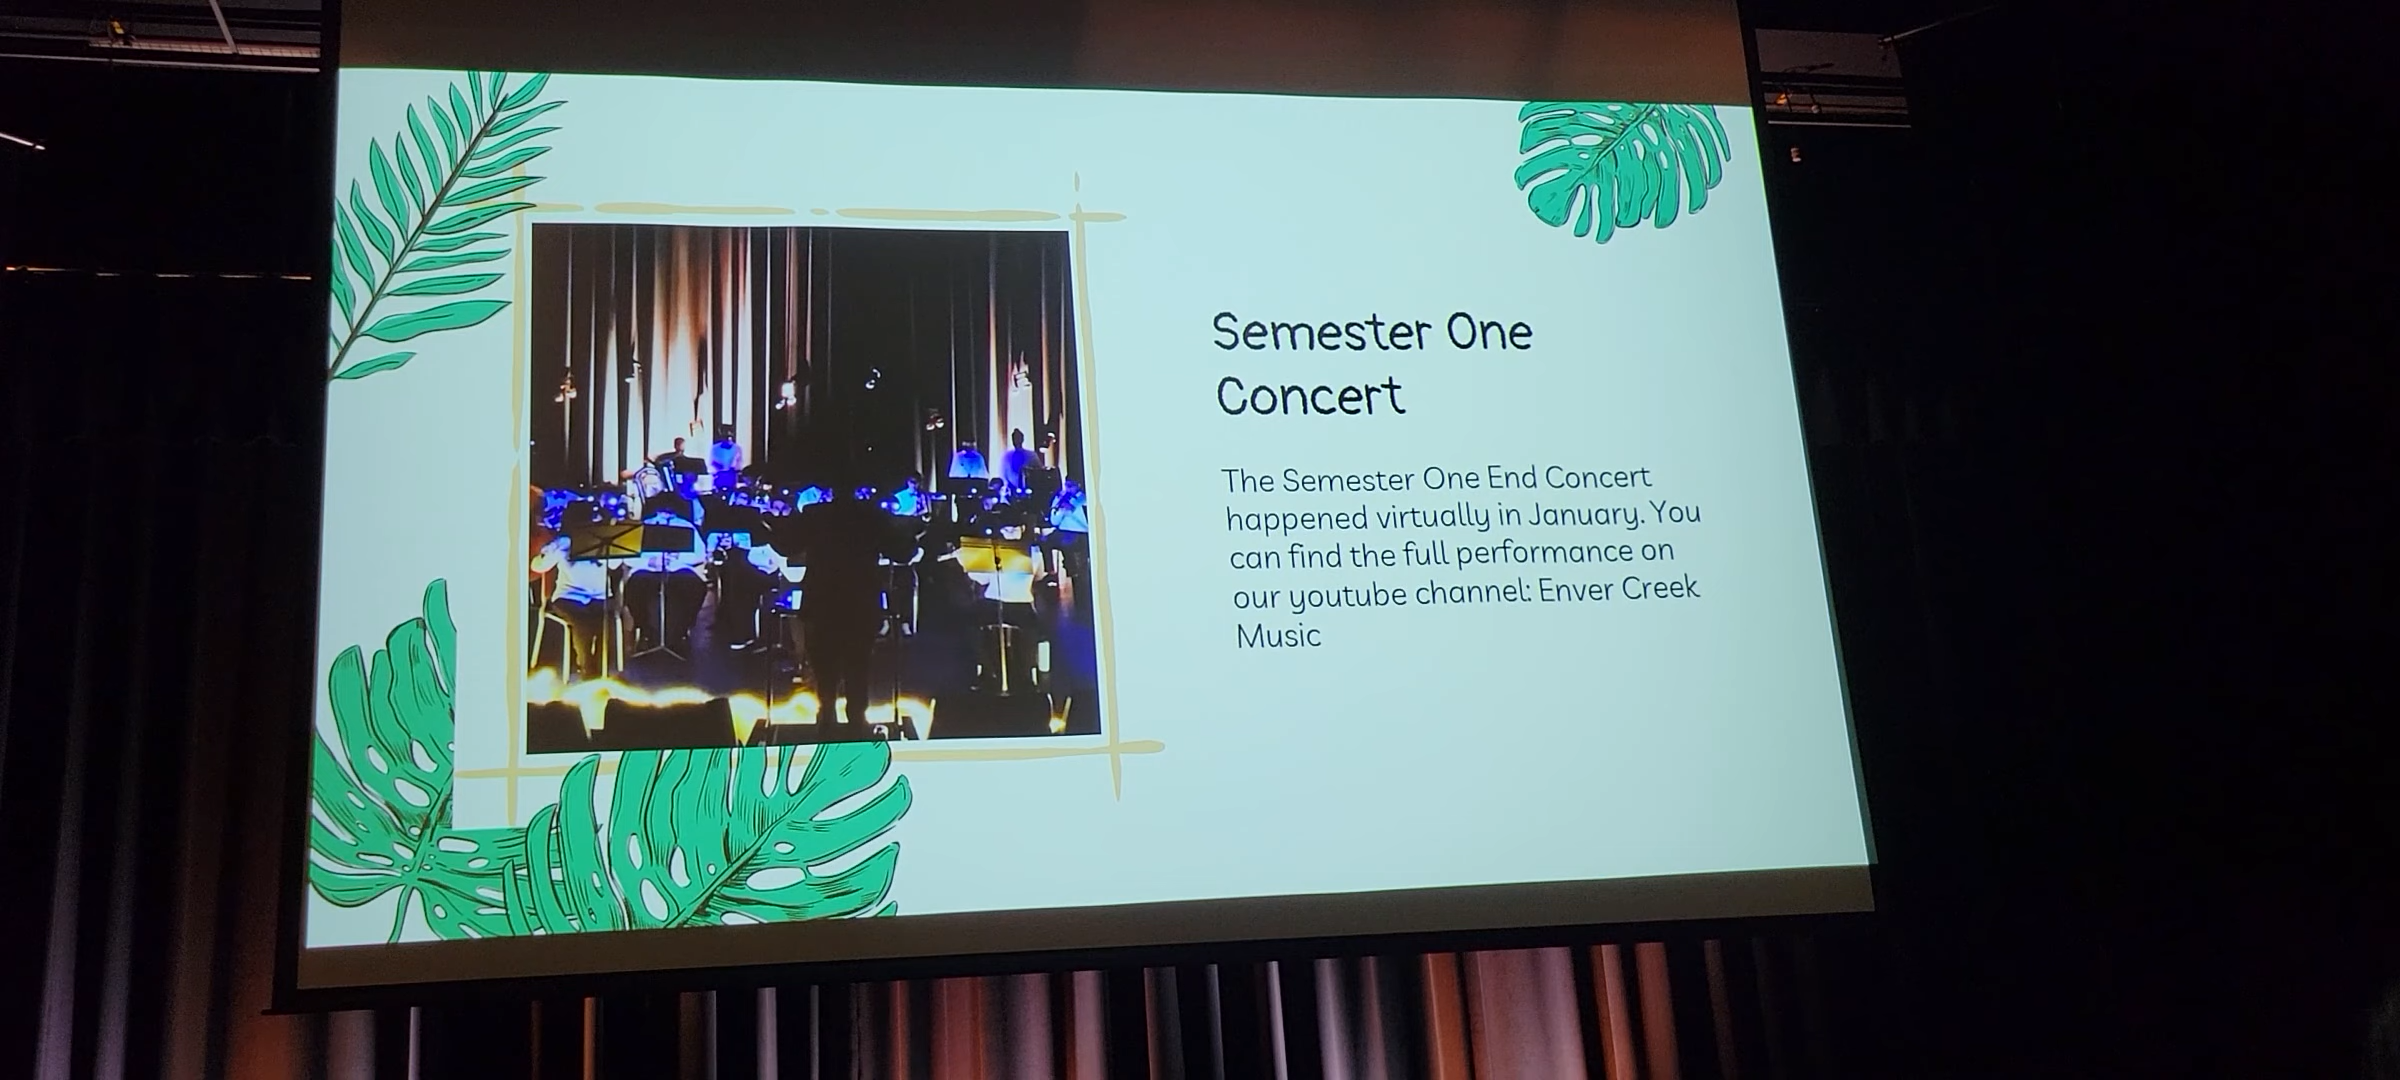 Semester One
Concert
The Semester One End Concert
happened virtually in January. You
can find the full performance on
our youtube channel: Enver Creek
Music